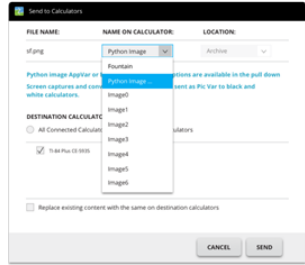 Send to Calculators
FILE NAME: NAME ON CALCULATOR: LOCATION:
sf.png Python Image Archive
Fountain
Python Image ...
Image0
Image1
Image2
Image3
Image4
Image5
Image6
Python image AppVar or ptions are available in the pull down
Screen captures and con sent as Pic Var to black and
white calculators.
DESTINATION CALCULATO
All Connected Calculat ulators
TI-84 Plus CE-5935
Replace existing content with the same on destination calculators
CANCEL SEND